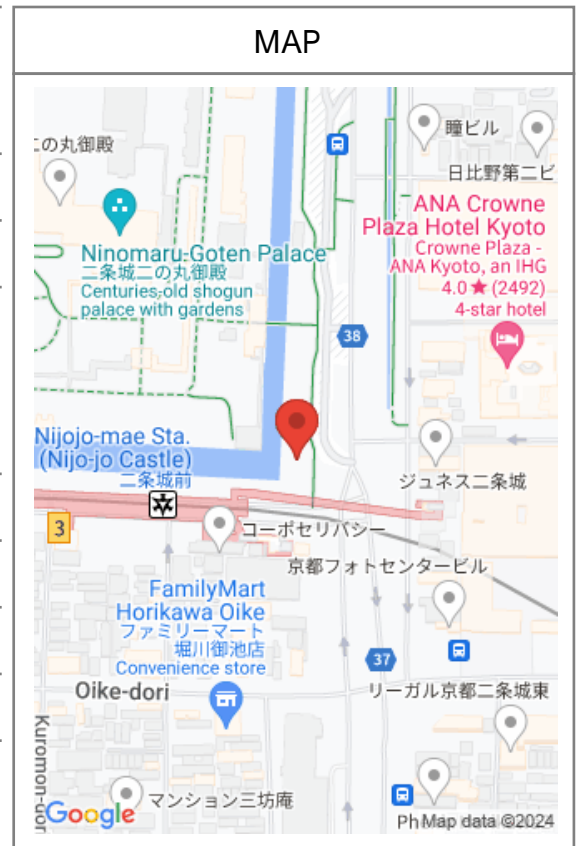 MAP
二の丸御殿
瞳ビル
日比野第二ビ
ANA Crowne
Plaza Hotel Kyoto
Crowne Plaza -
ANA Kyoto, an IHG
4.0★(2492)
4-star hotel
Ninomaru-Goten Palace
二条城二の丸御殿
Centuries-old shogun
palace with gardens
38
Nijojo-mae Sta.
(Nijo-jo Castle)
二条城前
ジュネス二条城
3
コーポセリバシー
京都フォトセンタービル
FamilyMart
Horikawa Oike
ファミリーマート
堀川御池店
Convenience store
37
Oike-dori
リーガル京都二条城東
Kuromon-dor
マンション三坊庵
Google
Ph
Map data ©2024